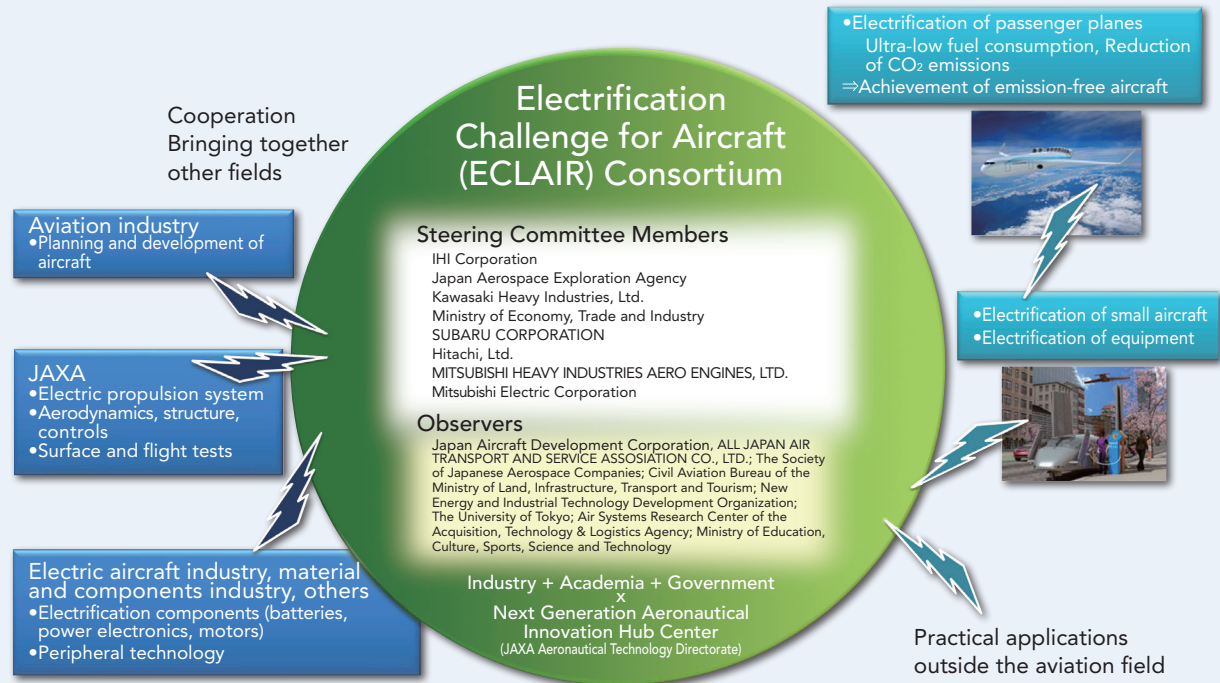 Cooperation
Bringing together
other fields
Aviation industry
•Planning and development of
aircraft
JAXA
•Electric propulsion system
•Aerodynamics, structure,
controls
•Surface and flight tests
Electric aircraft industry, material
and components industry, others
•Electrification components (batteries,
power electronics, motors)
•Peripheral technology
Electrification
Challenge for Aircraft
(ECLAIR) Consortium
Steering Committee Members
IHI Corporation
Japan Aerospace Exploration Agency
Kawasaki Heavy Industries, Ltd.
Ministry of Economy, Trade and Industry
SUBARU CORPORATION
Hitachi, Ltd.
MITSUBISHI HEAVY INDUSTRIES AERO ENGINES, LTD.
Mitsubishi Electric Corporation
Observers
Japan Aircraft Development Corporation, ALL JAPAN AIR
TRANSPORT AND SERVICE ASSOSIATION CO., LTD.; The Society
of Japanese Aerospace Companies; Civil Aviation Bureau of the
Ministry of Land, Infrastructure, Transport and Tourism; New
Energy and Industrial Technology Development Organization;
The University of Tokyo; Air Systems Research Center of the
Acquisition, Technology & Logistics Agency; Ministry of Education,
Culture, Sports, Science and Technology
Industry + Academia + Government
x
Next Generation Aeronautical
Innovation Hub Center
(JAXA Aeronautical Technology Directorate)
•Electrification of passenger planes
Ultra-low fuel consumption, Reduction
of CO₂ emissions
⇒Achievement of emission-free aircraft
•Electrification of small aircraft
•Electrification of equipment
Practical applications
outside the aviation field